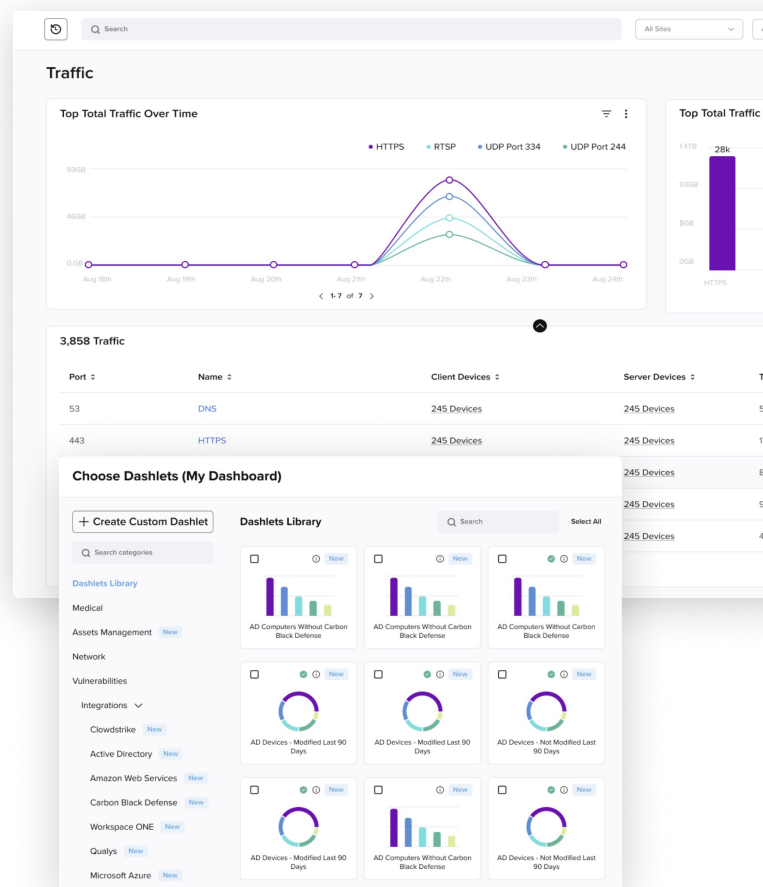 Search
All Sites
Traffic
Top Total Traffic Over Time
HTTPS RTSP UDP Port 334 UDP Port 244
93GB
46GB
0.GB
Aug 18th Aug 19th Aug 20th Aug 21th Aug 22th Aug 23th Aug 24th
< 1-7 of 7 >
Top Total Traffic
1.4TB
28k
93GB
$GB
0GB
HTTPS
3,858 Traffic
Port Name Client Devices Server Devices T
53 DNS 245 Devices 245 Devices 5
443 HTTPS 245 Devices 245 Devices 1
245 Devices 8
245 Devices 9
245 Devices 4
Choose Dashlets (My Dashboard)
+ Create Custom Dashlet
Search categories
Dashlets Library
Medical
Assets Management New
Network
Vulnerabilities
Integrations
Clowdstrike New
Active Directory New
Amazon Web Services New
Carbon Black Defense New
Workspace ONE New
Qualys New
Microsoft Azure New
Dashlets Library
Search
Select All
New New New
AD Computers Without Carbon
Black Defense
AD Computers Without Carbon
Black Defense
AD Computers Without Carbon
Black Defense
New New New
AD Devices - Modified Last 90
Days
AD Devices - Modified Last 90
Days
AD Devices - Not Modified Last
90 Days
New New New
AD Devices - Modified Last 90
Days
AD Computers Without Carbon
Black Defense
AD Devices - Not Modified Last
90 Days